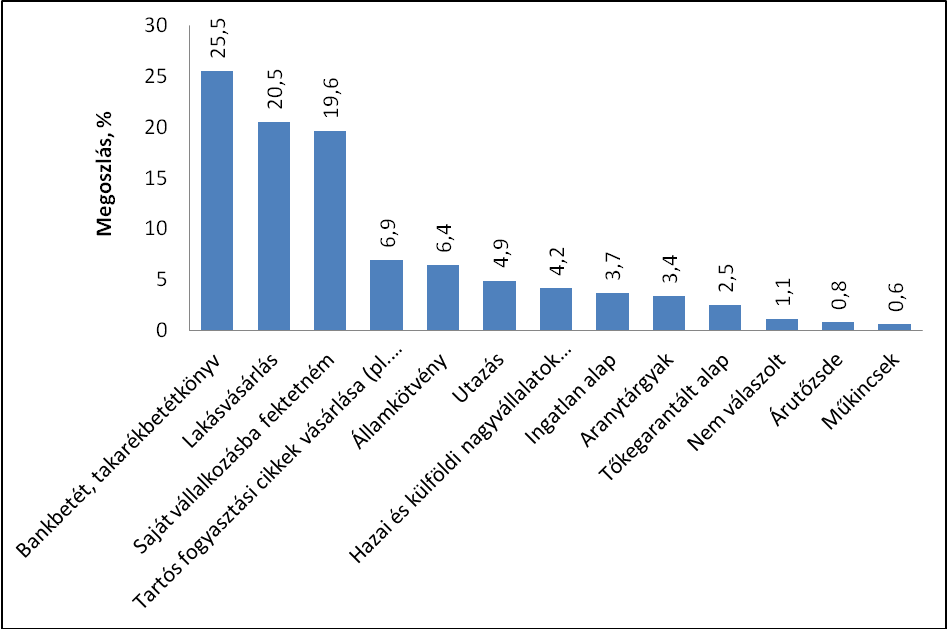 Megoszlás, %
30
25
20
15
10
5
0
25,5
20,5
19,6
6,9
6,4
4,9
4,2
3,7
3,4
2,5
1,1
0,8
0,6
Bankbetét, takarékbetétkönyv
Lakásvásárlás
Saját vállalkozásba fektetném
Tartós fogyasztási cikkek vásárlása (pl....
Államkötvény
Utazás
Hazai és külföldi nagyvállalatok...
Ingatlan alap
Aranytárgyak
Tőkegarantált alap
Nem válaszolt
Árutőzsde
Műkincsek